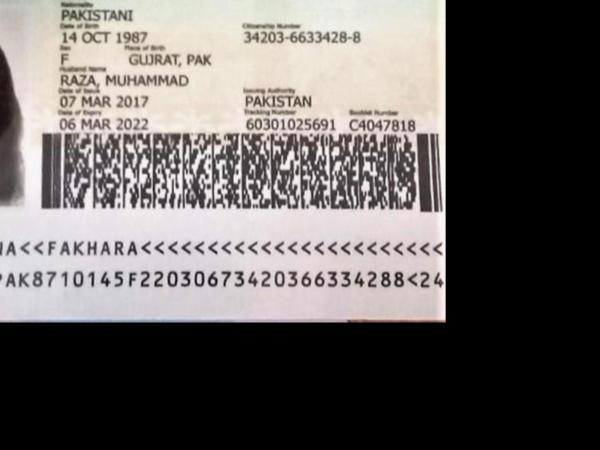 Nationality
PAKISTANI
Date of Birth Citizenship Number
14 OCT 1987 34203-6633428-8
Sex Place of Birth
F GUJRAT, PAK
Husband Name
RAZA, MUHAMMAD
Date of Issue Issuing Authority
07 MAR 2017 PAKISTAN
Date of Expiry Tracking Number Booklet Number
06 MAR 2022 60301025691 C4047818
NA<<FAKHARA<<<<<<<<<<<<<<<<<<<<<
PAK8710145F22030673420366334288<24